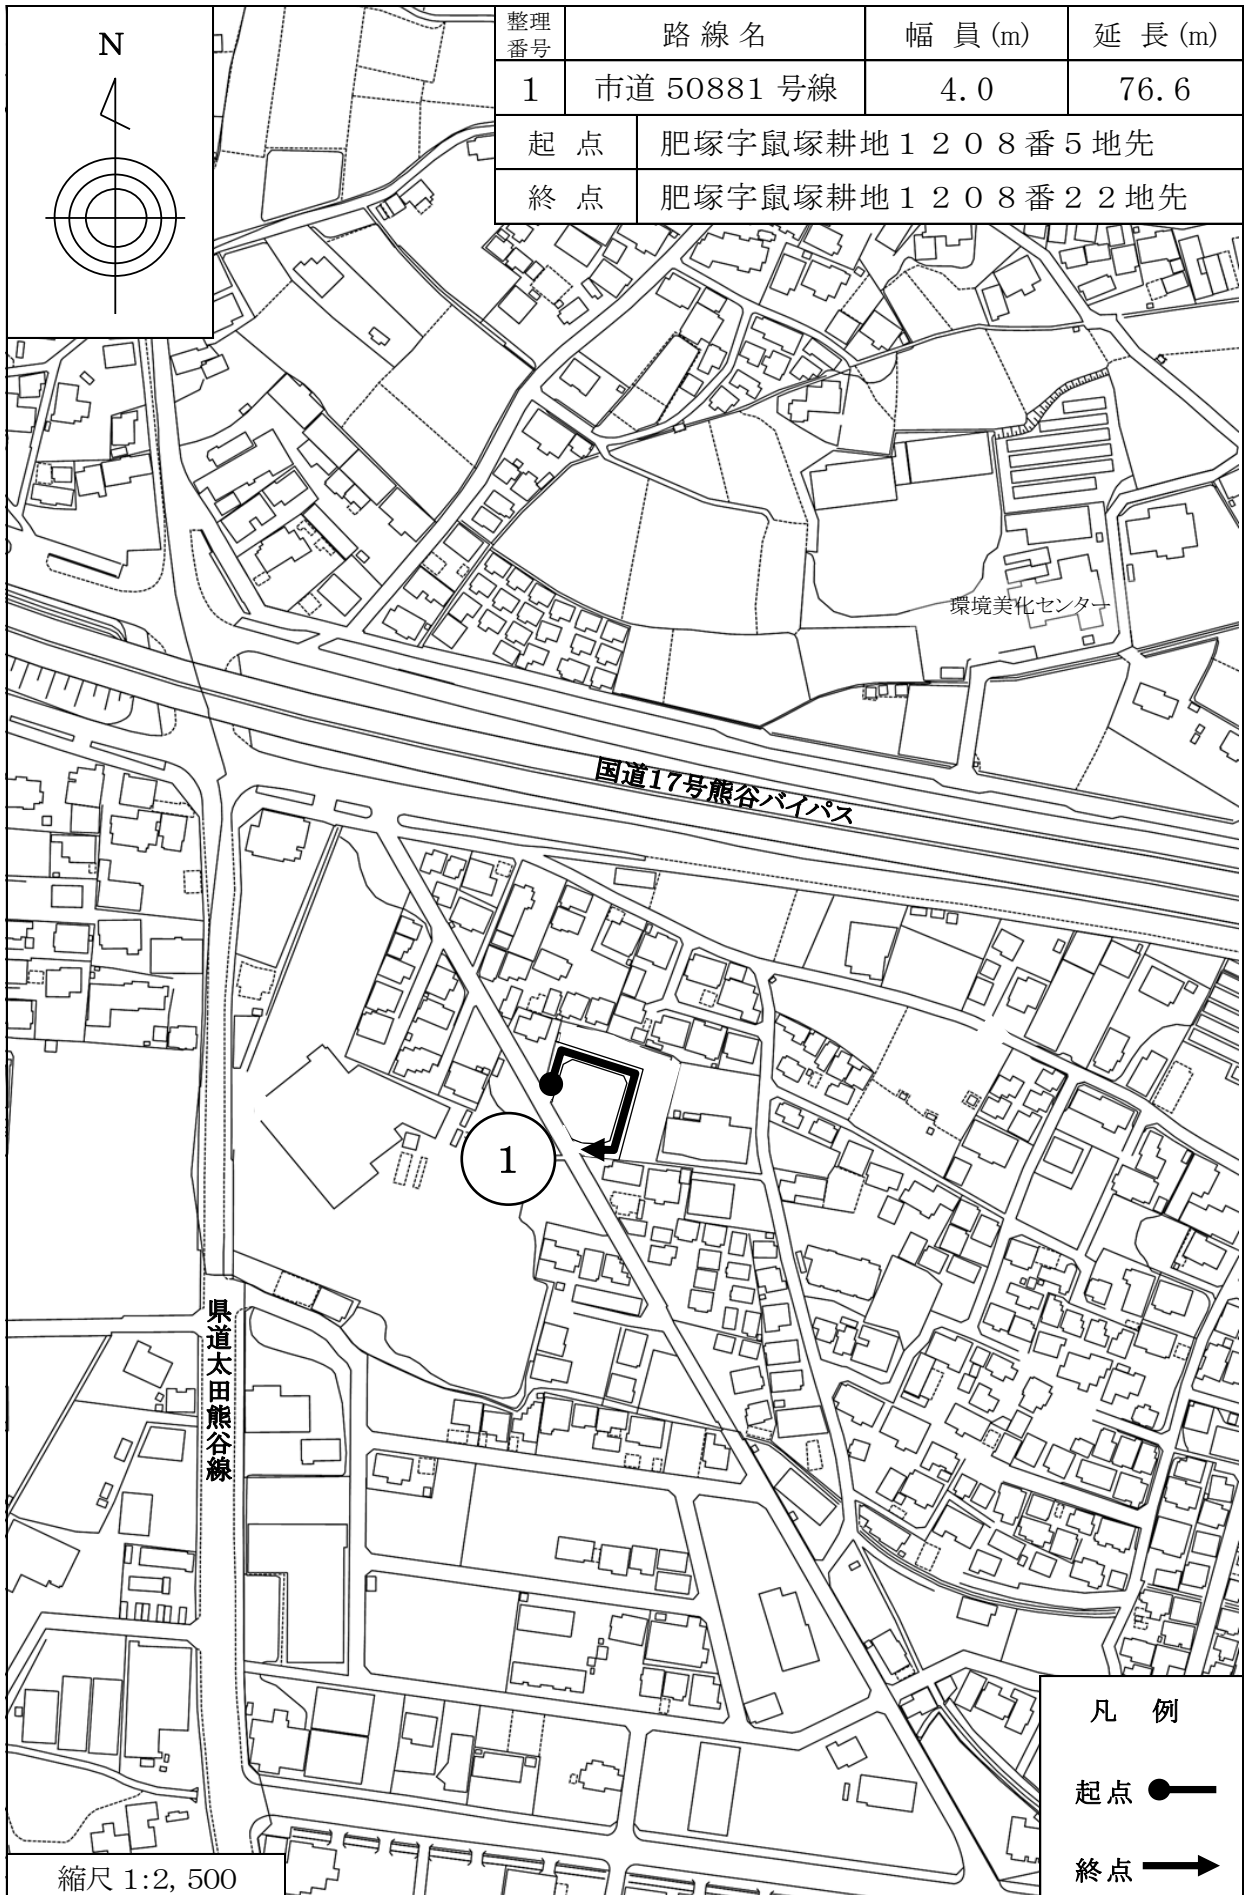 N
整理番号 路線名 幅員(m) 延長(m)
1 市道 50881 号線 4.0 76.6
起点 肥塚字鼠塚耕地１２０８番５地先
終点 肥塚字鼠塚耕地１２０８番２２地先
環境美化センター
国道17号熊谷バイパス
1
県道太田熊谷線
凡例
起点
終点
縮尺 1:2,500